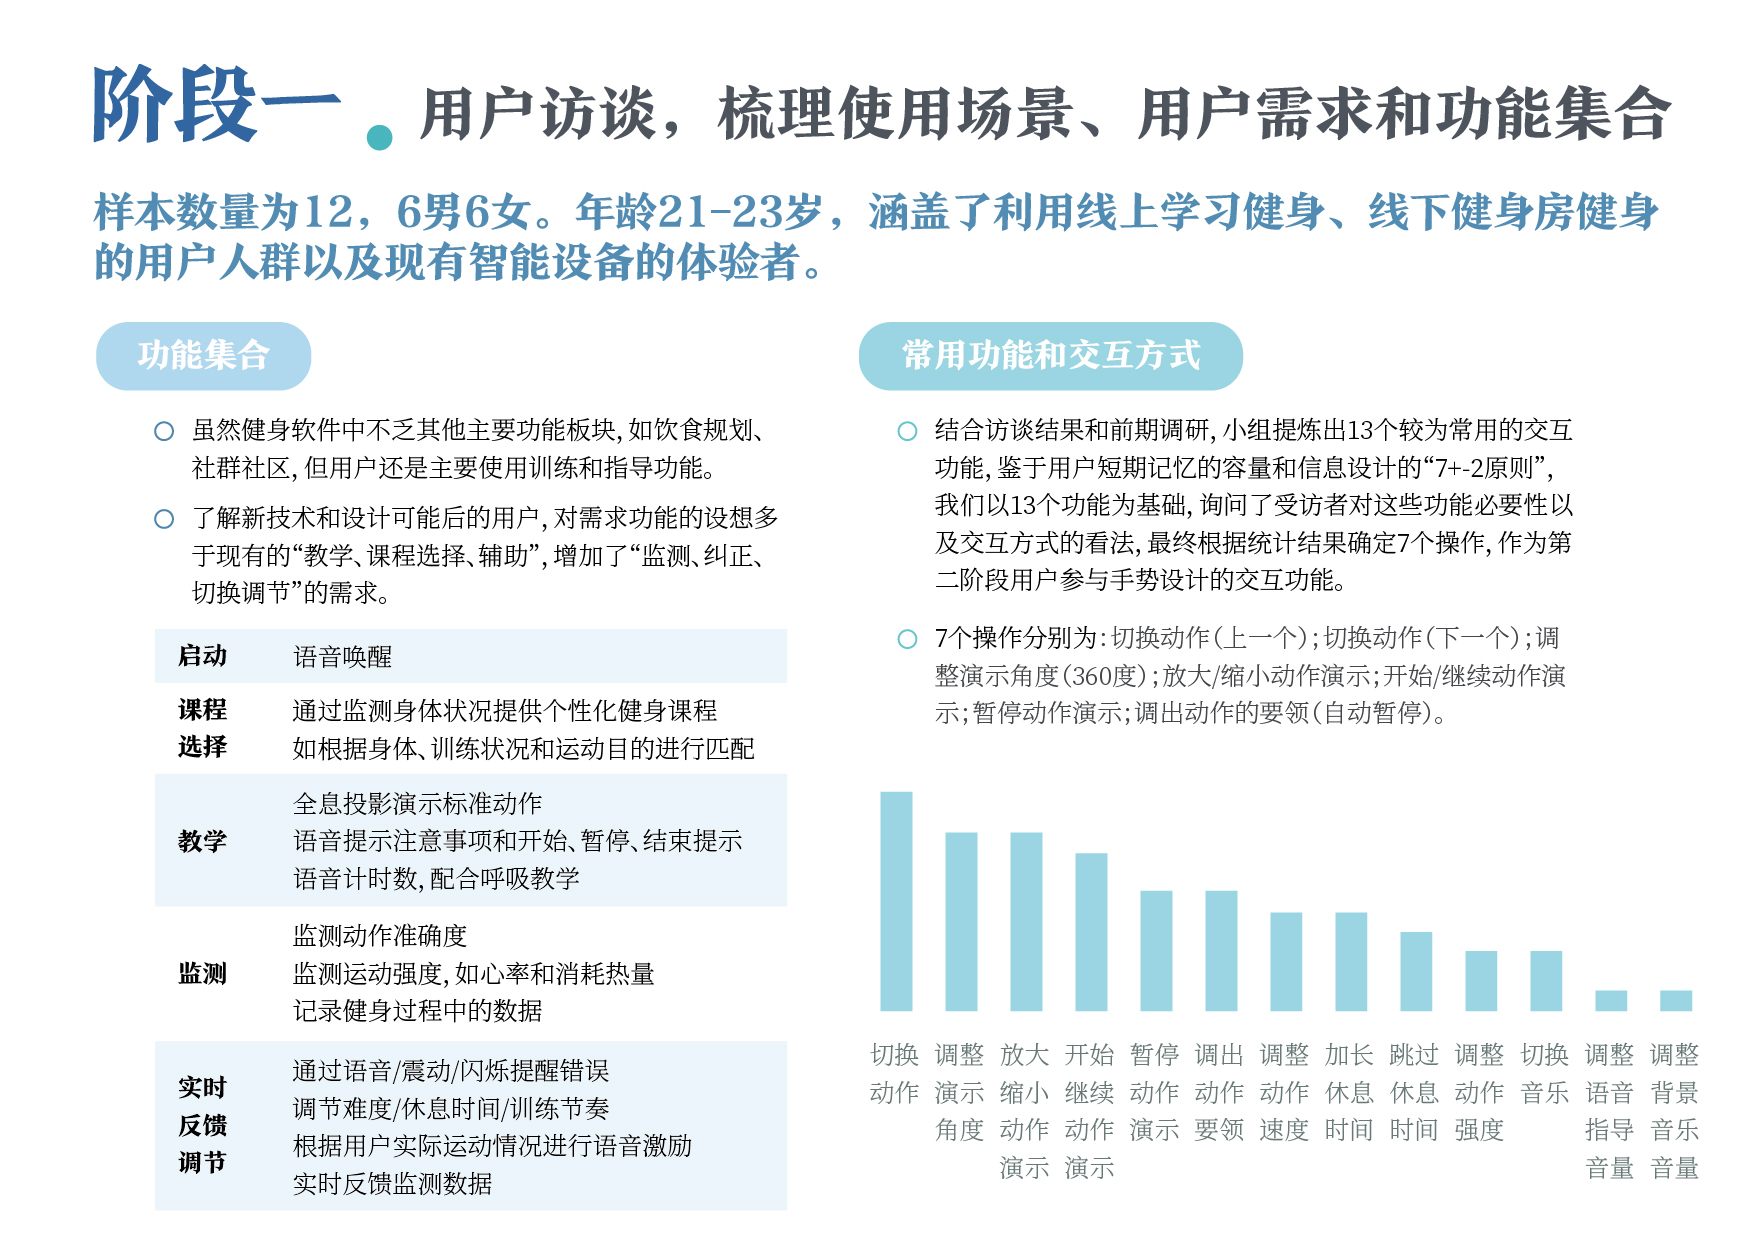 阶段一
用户访谈，梳理使用场景、用户需求和功能集合
样本数量为12，6男6女。年龄21-23岁，涵盖了利用线上学习健身、线下健身房健身
的用户人群以及现有智能设备的体验者。
功能集合
虽然健身软件中不乏其他主要功能板块，如饮食规划、
社群社区，但用户还是主要使用训练和指导功能。
了解新技术和设计可能后的用户，对需求功能的设想多
于现有的“教学、课程选择、辅助”，增加了“监测、纠正、
切换调节”的需求。
启动
语音唤醒
课程
选择
通过监测身体状况提供个性化健身课程
如根据身体、训练状况和运动目的进行匹配
教学
全息投影演示标准动作
语音提示注意事项和开始、暂停、结束提示
语音计时数，配合呼吸教学
监测
监测动作准确度
监测运动强度，如心率和消耗热量
记录健身过程中的数据
实时
反馈
调节
通过语音/震动/闪烁提醒错误
调节难度/休息时间/训练节奏
根据用户实际运动情况进行语音激励
实时反馈监测数据
常用功能和交互方式
结合访谈结果和前期调研，小组提炼出13个较为常用的交互
功能，鉴于用户短期记忆的容量和信息设计的“7+-2原则”，
我们以13个功能为基础，询问了受访者对这些功能必要性以
及交互方式的看法，最终根据统计结果确定7个操作，作为第
二阶段用户参与手势设计的交互功能。
7个操作分别为：切换动作（上一个）；切换动作（下一个）；调
整演示角度（360度）；放大/缩小动作演示；开始/继续动作演
示；暂停动作演示；调出动作的要领（自动暂停）。
切换
动作
调整
演示
角度
放大
缩小
动作
演示
开始
继续
动作
演示
暂停
动作
演示
调出
动作
要领
调整
动作
速度
加长
休息
时间
跳过
休息
时间
调整
动作
强度
切换
音乐
调整
语音
指导
音量
调整
背景
音乐
音量